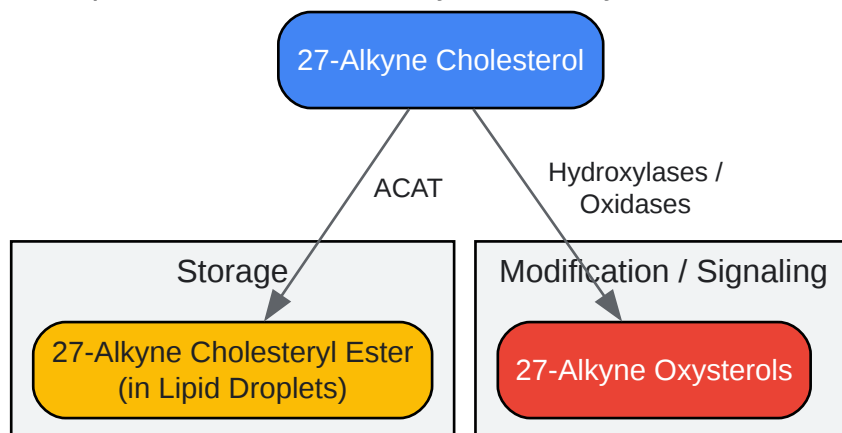 27-Alkyne Cholesterol
ACAT
Hydroxylases /
Oxidases
Storage
Modification / Signaling
27-Alkyne Cholesteryl Ester
(in Lipid Droplets)
27-Alkyne Oxysterols